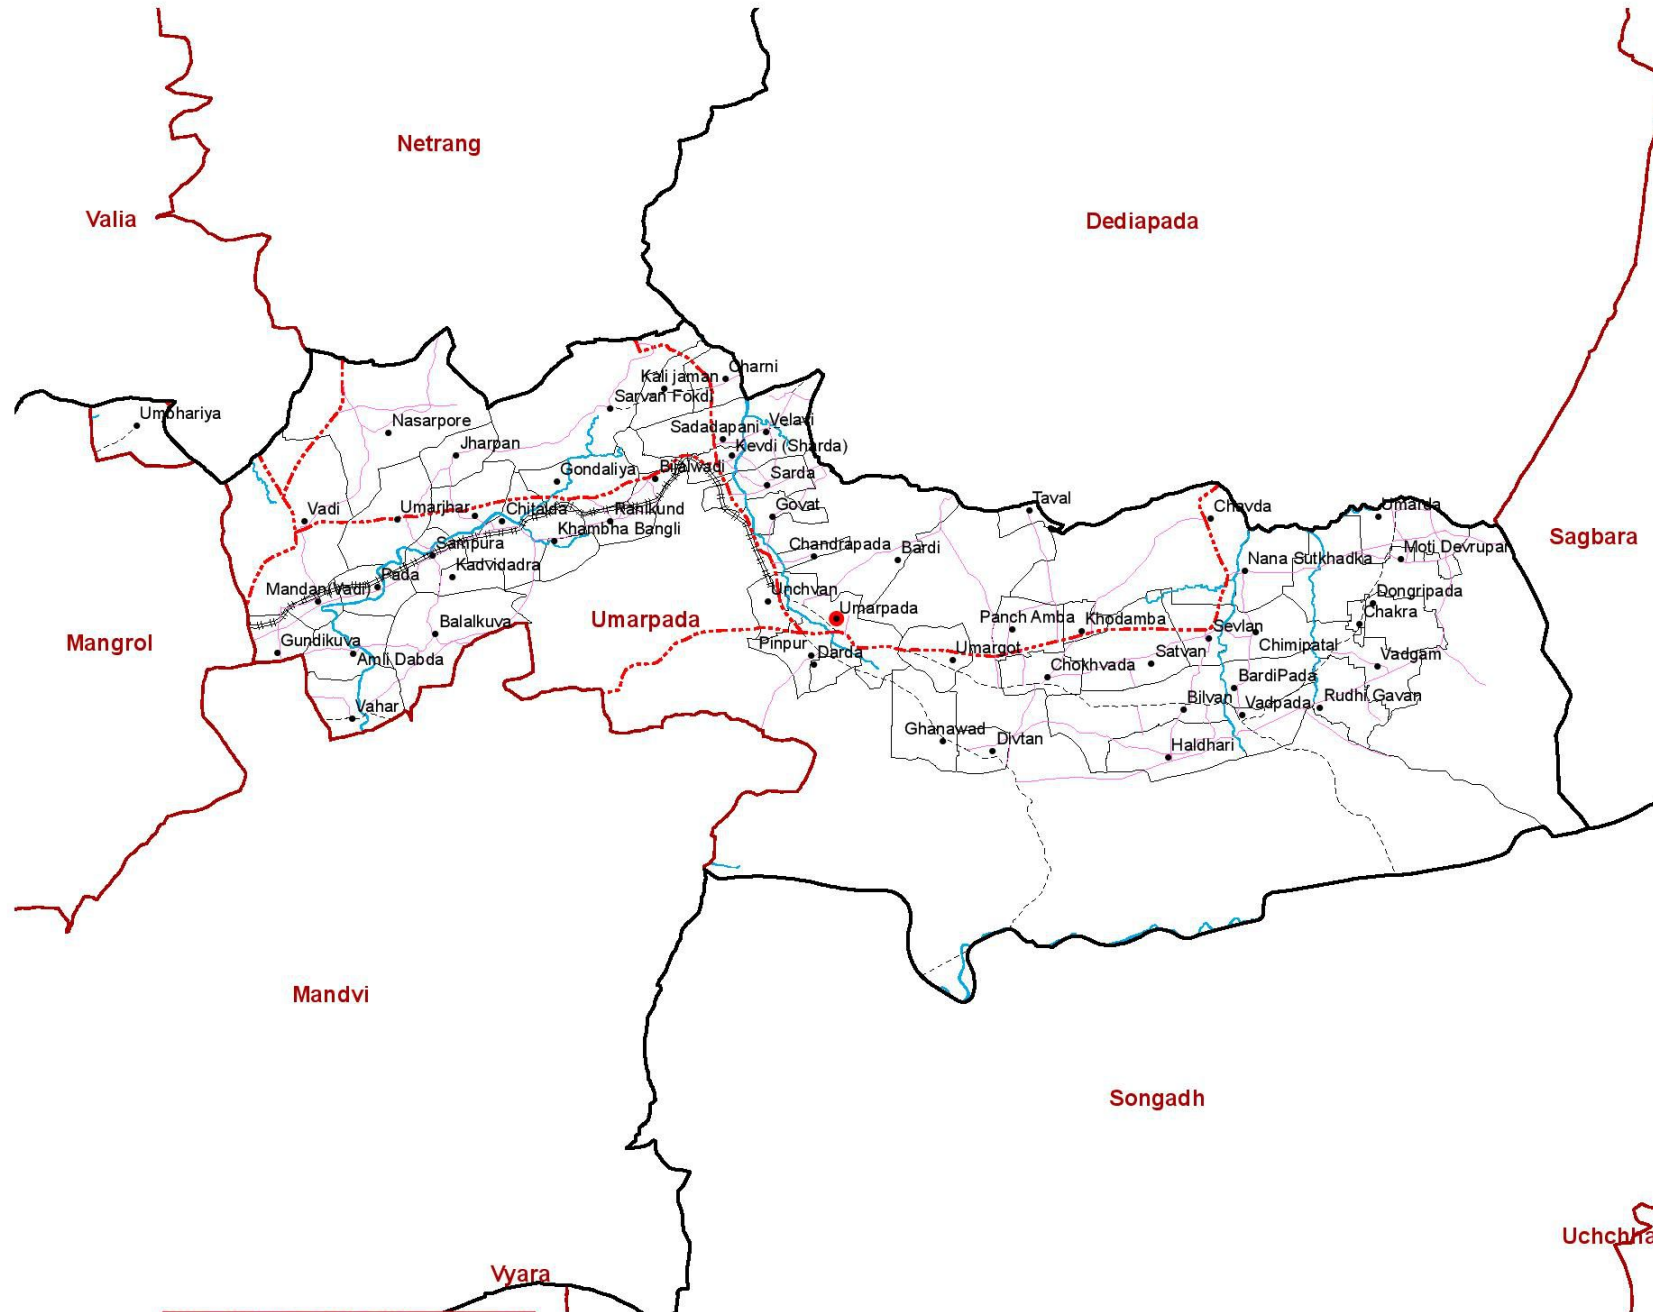 Netrang
Valia
Dediapada
Charni
Kali jaman
Sarvan Fokdi
Umbhariya
Nasarpore
Velavi
Sadadapani
Jharpan
Kevdi (Sharda)
Gondaliya
Bijalwadi
Sarda
Vadi
Umarjhar
Chitalda
Ranikund
Govat
Taval
Chavda
Umarda
Khambha Bangli
Sagbara
Sampura
Chandrapada
Bardi
Moti Devrupan
Nana Sutkhadka
Kadvidadra
Pada
Mandan(Vadi)
Unchvan
Dongripada
Umarpada
Chakra
Umarpada
Balalkuva
Panch Amba
Khodamba
Sevlan
Mangrol
Gundikuva
Pinpur
Darda
Umargot
Satvan
Chimipatal
Vadgam
Amli Dabda
Chokhvada
BardiPada
Vahar
Bilvan
Vadpada
Rudhi Gavan
Ghanawad
Divtan
Haldhari
Mandvi
Songadh
Uchchha
Vyara